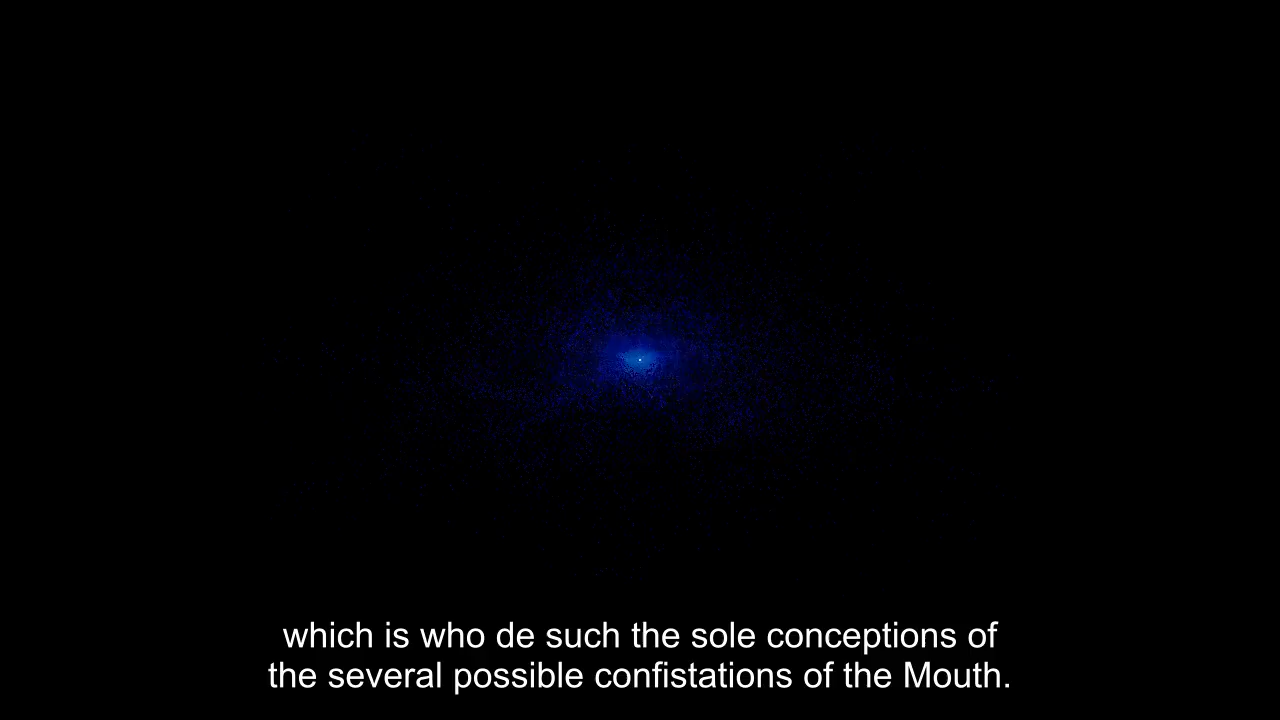 which is who de such the sole conceptions of
the several possible confistations of the Mouth.